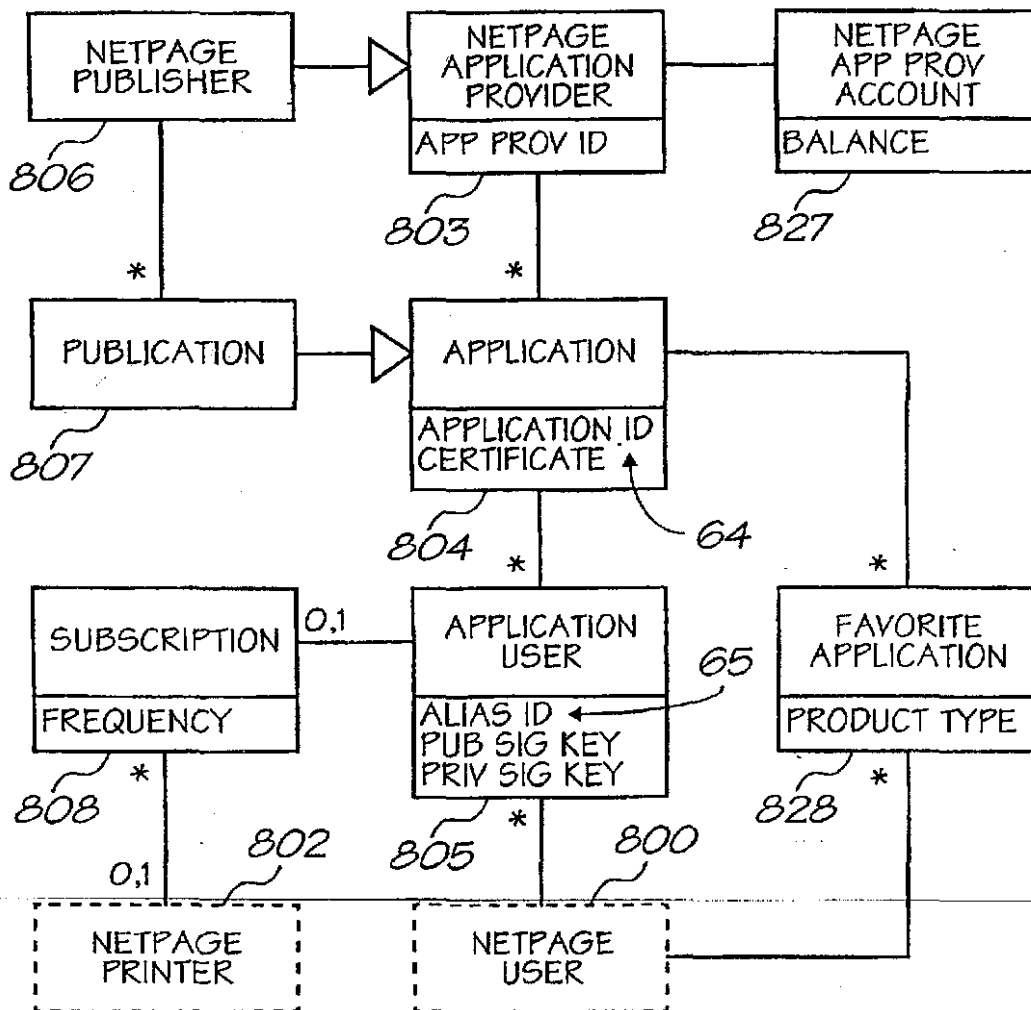 NETPAGE
PUBLISHER
806
NETPAGE
APPLICATION
PROVIDER
APP PROV ID
803
NETPAGE
APP PROV
ACCOUNT
BALANCE
827
*
*
PUBLICATION
807
APPLICATION
APPLICATION ID
CERTIFICATE
804
64
*
*
SUBSCRIPTION
FREQUENCY
808
0,1
APPLICATION
USER
ALIAS ID
PUB SIG KEY
PRIV SIG KEY
805
65
FAVORITE
APPLICATION
PRODUCT TYPE
828
*
*
*
0,1
802
NETPAGE
PRINTER
800
NETPAGE
USER